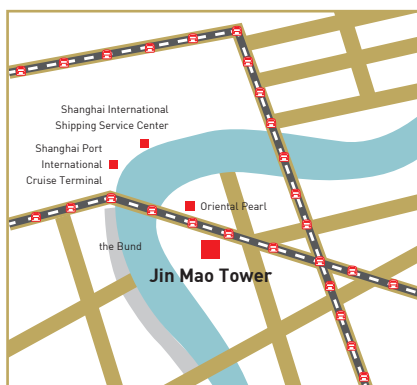 Shanghai International
Shipping Service Center
Shanghai Port
International
Cruise Terminal
Oriental Pearl
the Bund
Jin Mao Tower